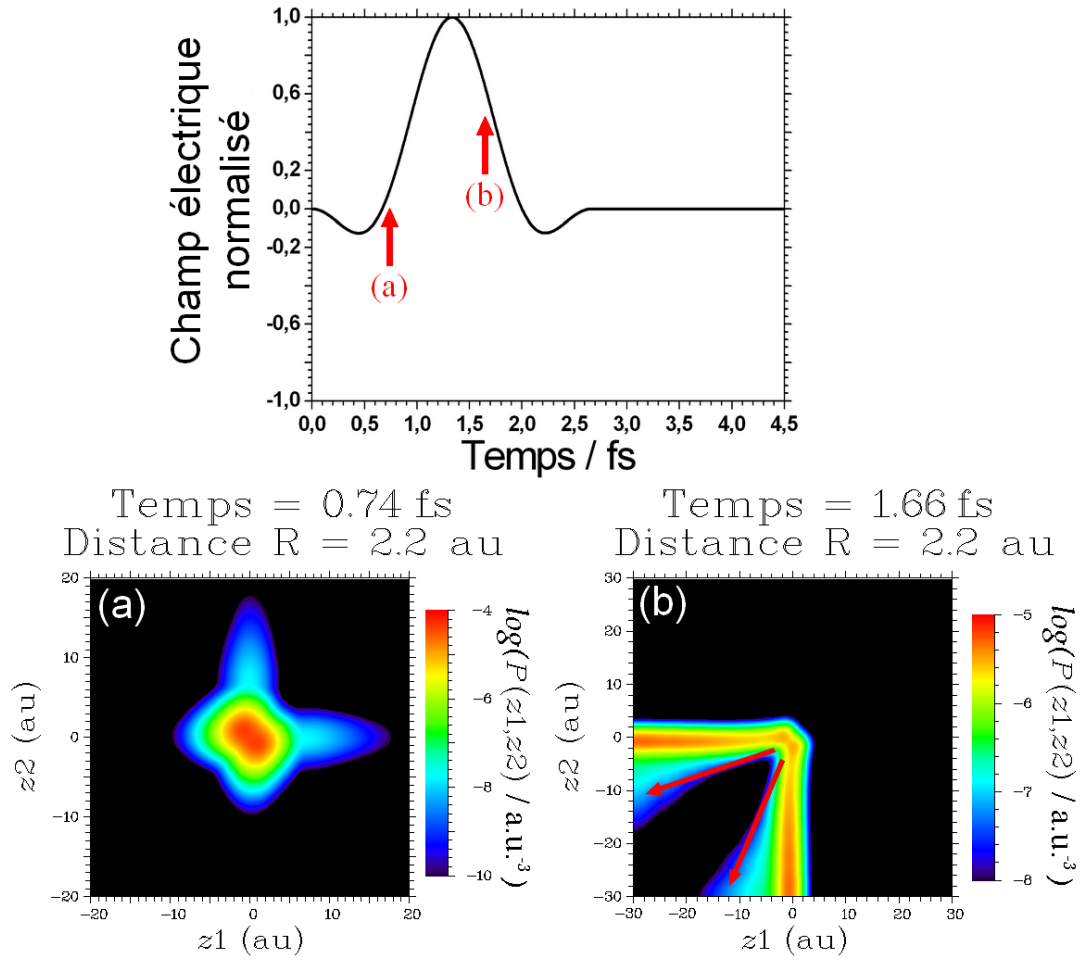 Champ électrique
normalisé
1,0
0,6
0,2
0,0
-0,2
-0,6
-1,0
(a)
(b)
0,0 0,5 1,0 1,5 2,0 2,5 3,0 3,5 4,0 4,5
Temps / fs
Temps = 0.74 fs
Distance R = 2.2 au
(a)
20
10
0
-10
-20
z2 (au)
-20 -10 0 10 20
z1 (au)
-4
-6
-8
-10
log(P(z1,z2) / a.u.-3)
Temps = 1.66 fs
Distance R = 2.2 au
(b)
30
20
10
0
-10
-20
-30
z2 (au)
-30 -20 -10 0 10 20 30
z1 (au)
-5
-6
-7
-8
log(P(z1,z2) / a.u.-3)